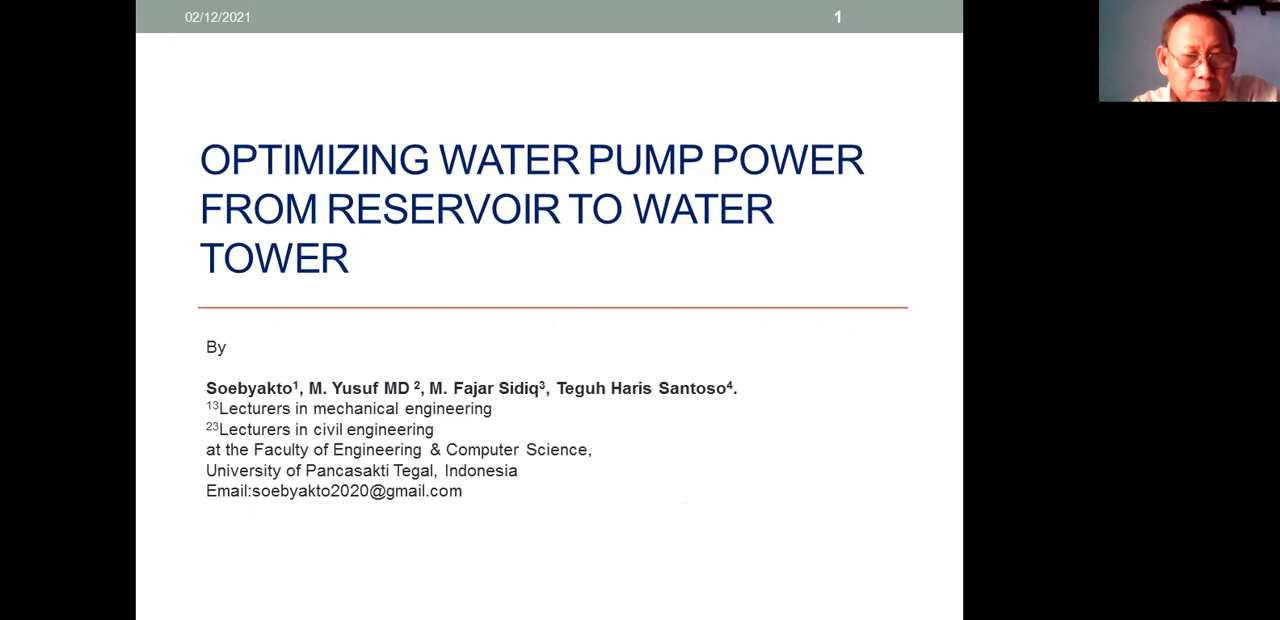 02/12/2021
1
OPTIMIZING WATER PUMP POWER
FROM RESERVOIR TO WATER
TOWER
By
Soebyakto¹, M. Yusuf MD ², M. Fajar Sidiq³, Teguh Haris Santoso⁴.
¹³Lecturers in mechanical engineering
²³Lecturers in civil engineering
at the Faculty of Engineering & Computer Science,
University of Pancasakti Tegal, Indonesia
Email:soebyakto2020@gmail.com